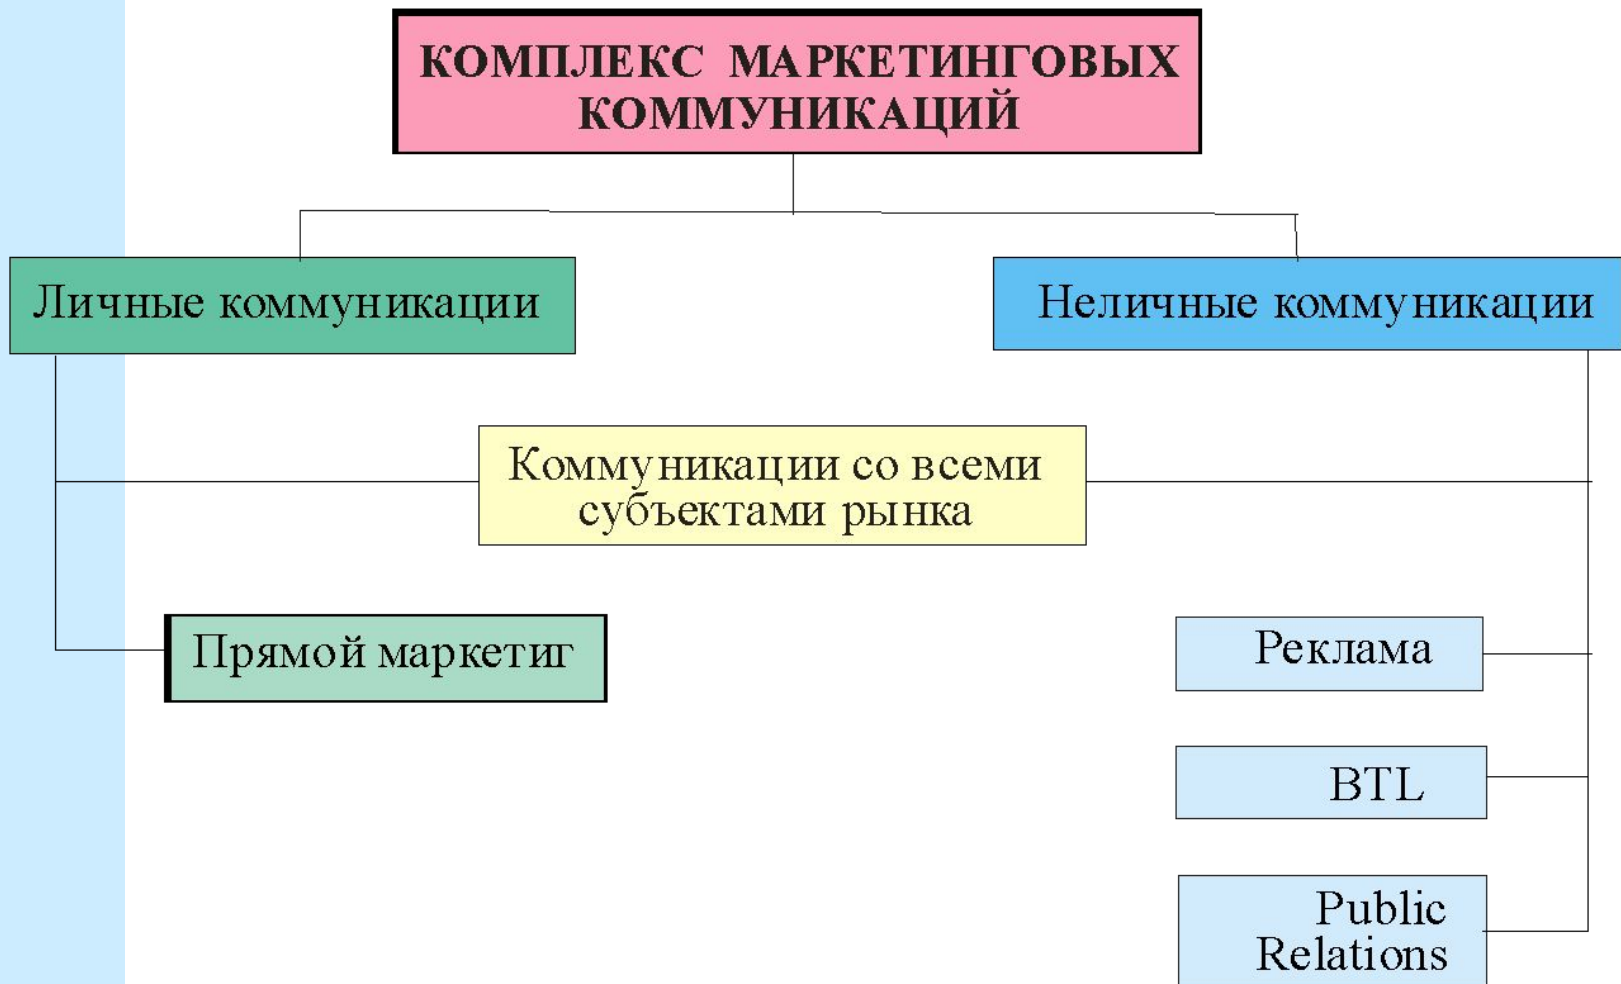 КОМПЛЕКС МАРКЕТИНГОВЫХ
КОММУНИКАЦИЙ
Личные коммуникации
Неличные коммуникации
Коммуникации со всеми
субъектами рынка
Прямой маркетиг
Реклама
BTL
Public
Relations